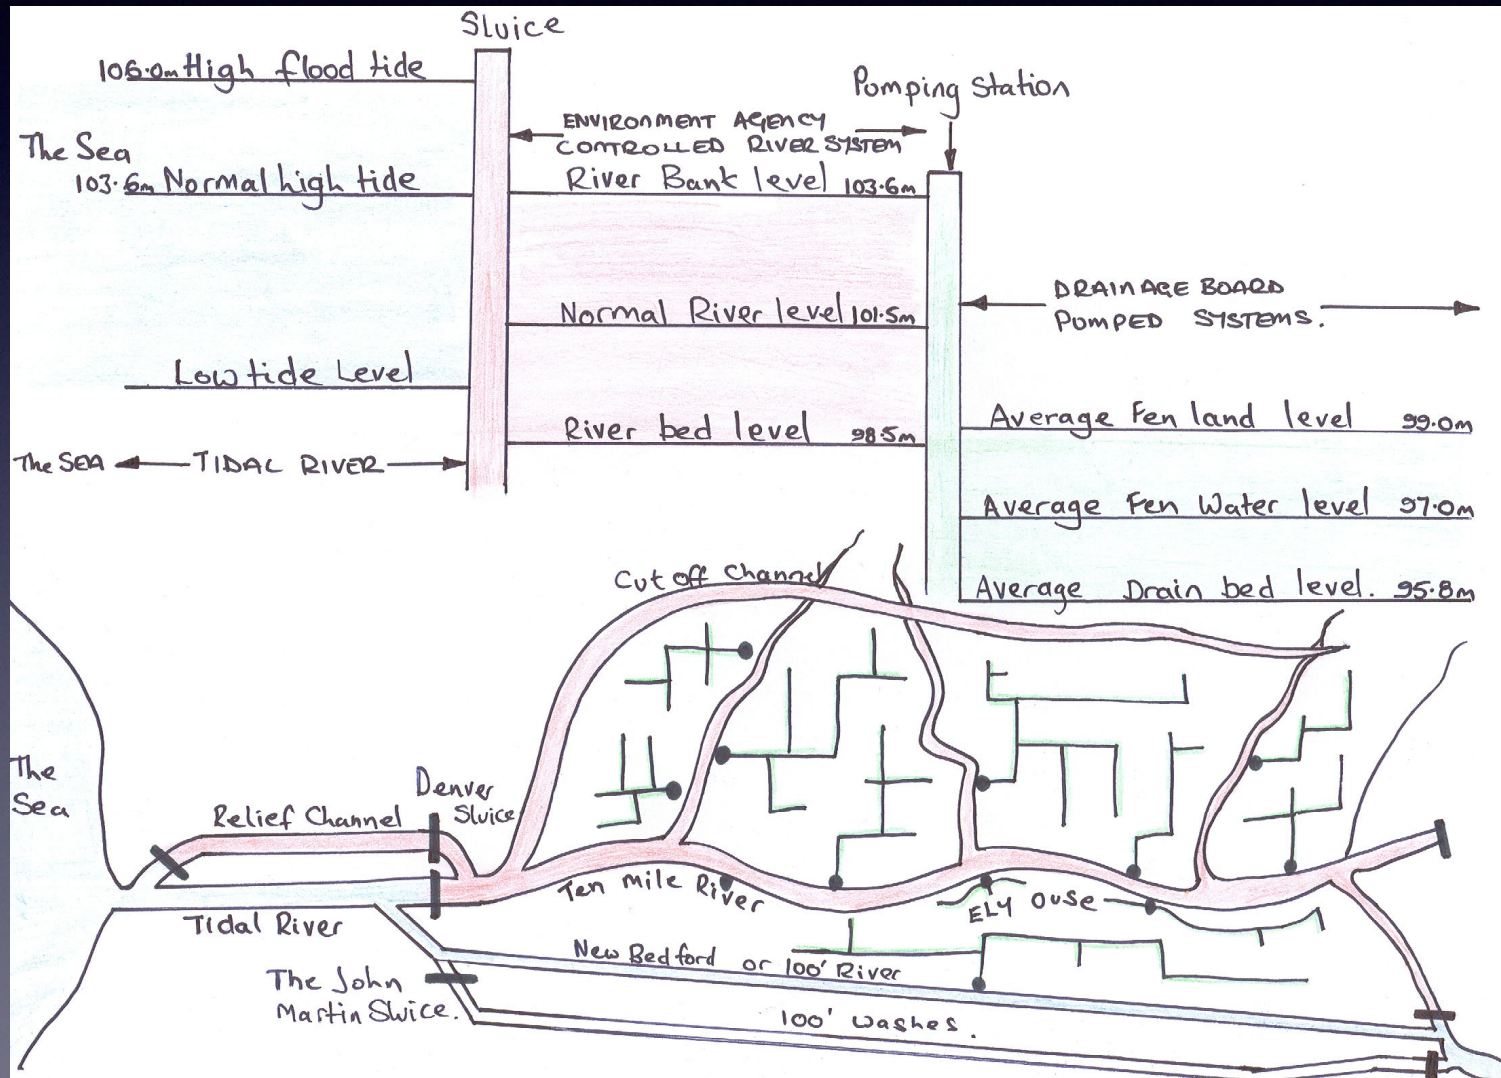 Sluice
106.0m High flood tide
Pumping Station
ENVIRONMENT AGENCY
CONTROLLED RIVER SYSTEM
The Sea
103.6m Normal high tide
River Bank level 103.6m
DRAINAGE BOARD
PUMPED SYSTEMS.
Normal River level 101.5m
Low tide Level
Average Fen land level 99.0m
River bed level 98.5m
The SEA TIDAL RIVER
Average Fen Water level 97.0m
Cut off Channel
Average Drain bed level. 95.8m
The
Sea
Denver
Sluice
Relief Channel
Ten Mile River
ELY OUSE
Tidal River
New Bedford or 100' River
The John
Martin Sluice.
100' washes.